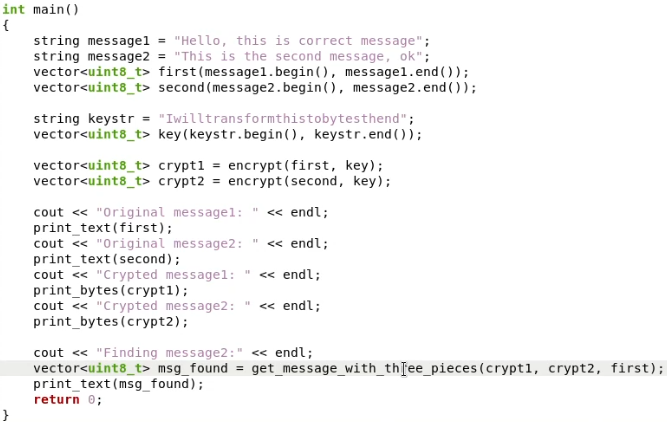 int main()
{
    string message1 = "Hello, this is correct message";
    string message2 = "This is the second message, ok";
    vector<uint8_t> first(message1.begin(), message1.end());
    vector<uint8_t> second(message2.begin(), message2.end());

    string keystr = "Iwilltransformthistobytesthend";
    vector<uint8_t> key(keystr.begin(), keystr.end());

    vector<uint8_t> crypt1 = encrypt(first, key);
    vector<uint8_t> crypt2 = encrypt(second, key);

    cout << "Original message1: " << endl;
    print_text(first);
    cout << "Original message2: " << endl;
    print_text(second);
    cout << "Crypted message1: " << endl;
    print_bytes(crypt1);
    cout << "Crypted message2: " << endl;
    print_bytes(crypt2);

    cout << "Finding message2:" << endl;
    vector<uint8_t> msg_found = get_message_with_three_pieces(crypt1, crypt2, first);
    print_text(msg_found);
    return 0;
}